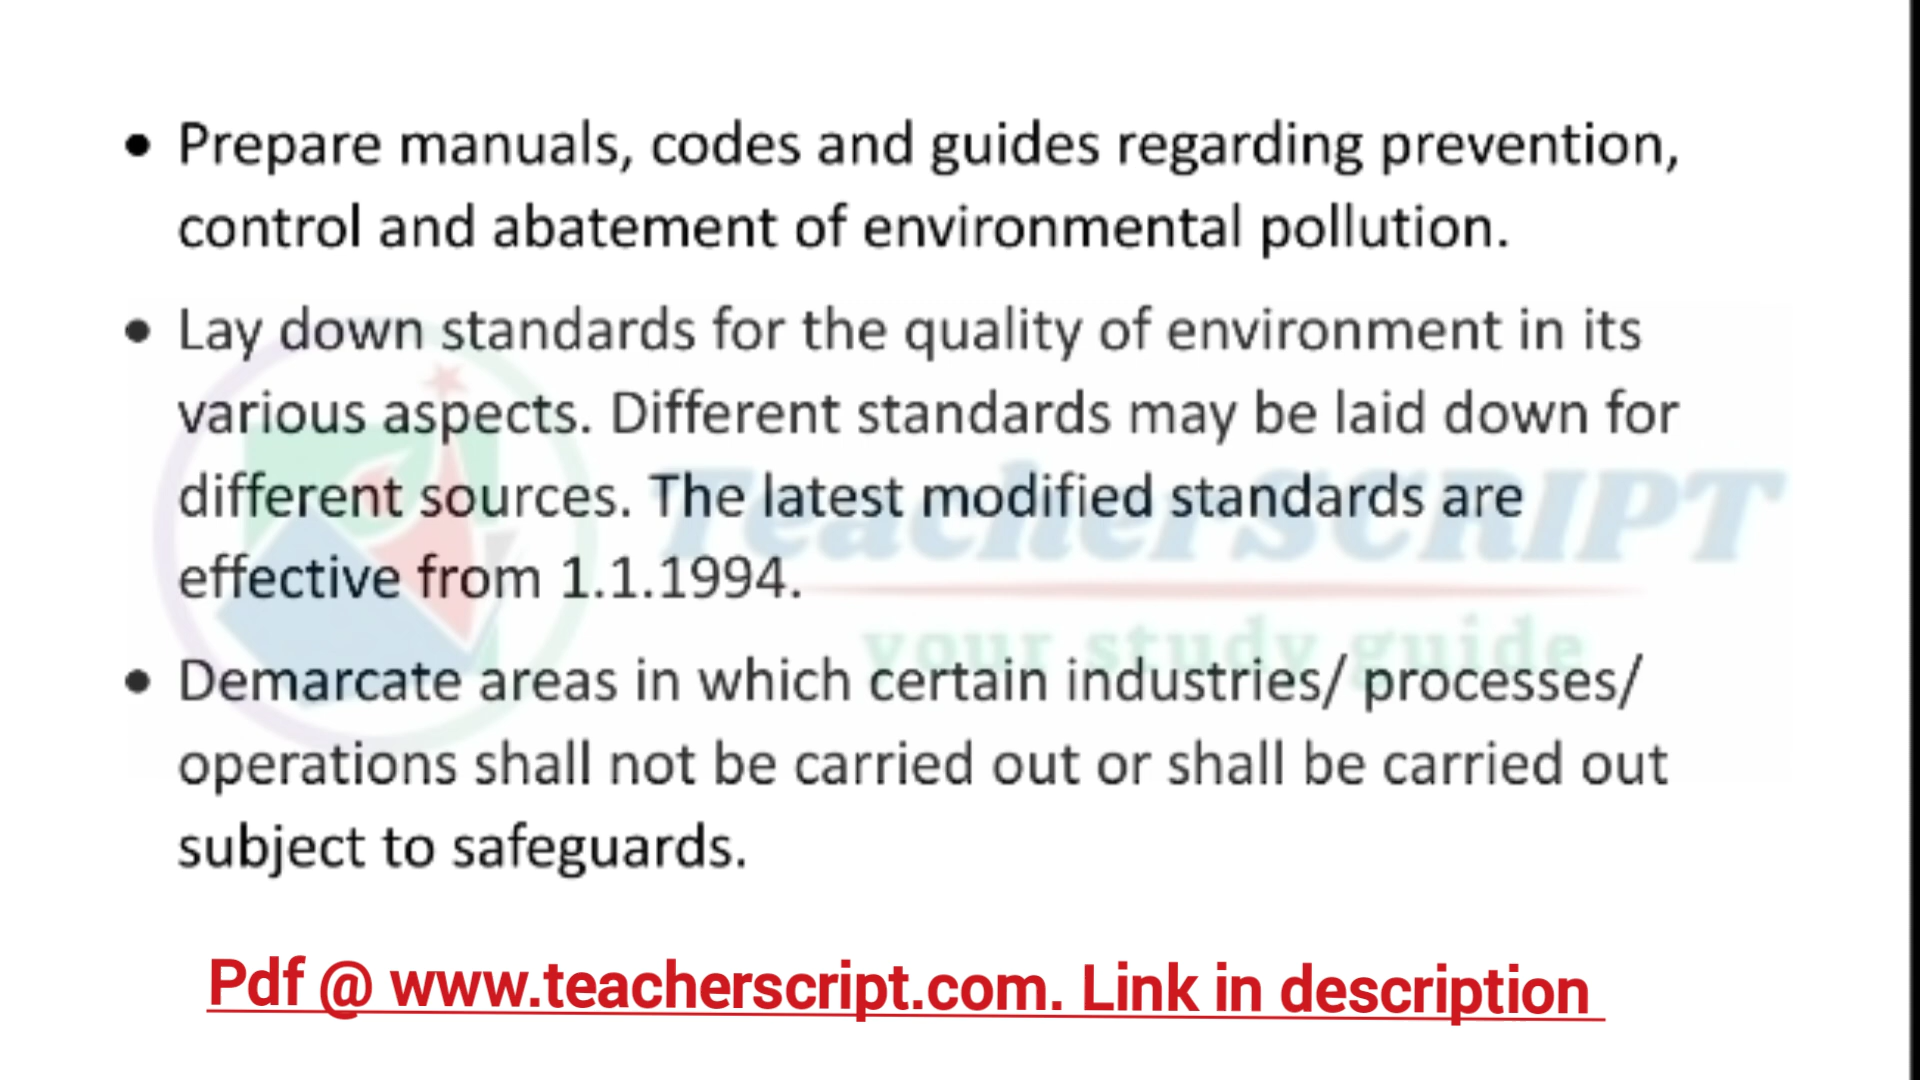 • Prepare manuals, codes and guides regarding prevention,
control and abatement of environmental pollution.
• Lay down standards for the quality of environment in its
various aspects. Different standards may be laid down for
different sources. The latest modified standards are
effective from 1.1.1994.
• Demarcate areas in which certain industries/ processes/
operations shall not be carried out or shall be carried out
subject to safeguards.
TeacherSCRIPT
your study guide
Pdf @ www.teacherscript.com. Link in description